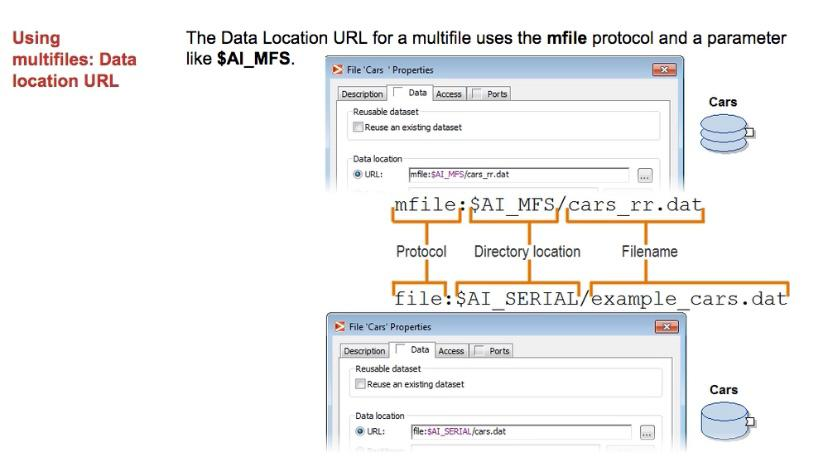 Using
multifiles: Data
location URL
The Data Location URL for a multifile uses the mfile protocol and a parameter
like $AI_MFS.
File 'Cars ' Properties
Description Data Access Ports
Reusable dataset
Reuse an existing dataset
Data location
URL: mfile:$AI_MFS/cars_rr.dat ...
Cars
mfile:$AI_MFS/cars_rr.dat
Protocol Directory location Filename
file:$AI_SERIAL/example_cars.dat
File 'Cars' Properties
Description Data Access Ports
Reusable dataset
Reuse an existing dataset
Data location
URL: file:$AI_SERIAL/cars.dat ...
Cars